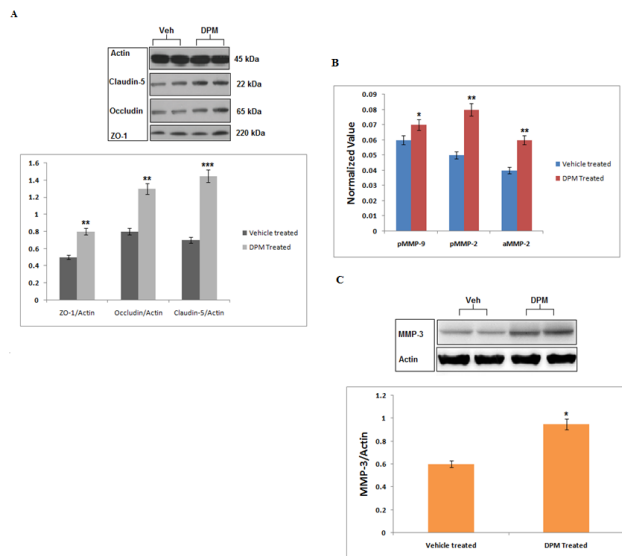 A
Veh DPM
Actin 45 kDa
Claudin-5 22 kDa
Occludin 65 kDa
ZO-1 220 kDa
1.6
1.4
1.2
1
0.8
0.6
0.4
0.2
0
** ** ***
Vehicle treated
DPM Treated
ZO-1/Actin Occludin/Actin Claudin-5/Actin
B
Normalized Value
0.09
0.08
0.07
0.06
0.05
0.04
0.03
0.02
0.01
0
* ** **
Vehicle treated
DPM Treated
pMMP-9 pMMP-2 aMMP-2
C
Veh DPM
MMP-3
Actin
MMP-3/Actin
1.2
1
0.8
0.6
0.4
0.2
0
*
Vehicle treated DPM Treated